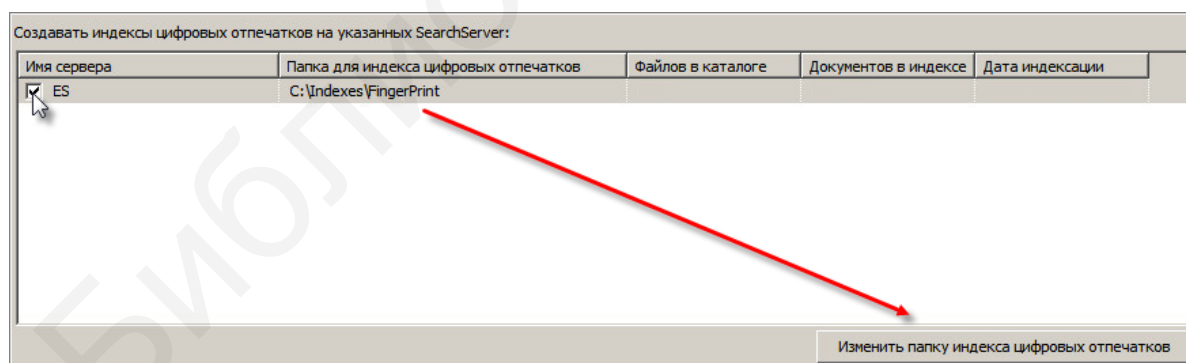 Создавать индексы цифровых отпечатков на указанных SearchServer:
Имя сервера Папка для индекса цифровых отпечатков Файлов в каталоге Документов в индексе Дата индексации
ES C:\Indexes\FingerPrint
Изменить папку индекса цифровых отпечатков
Библио